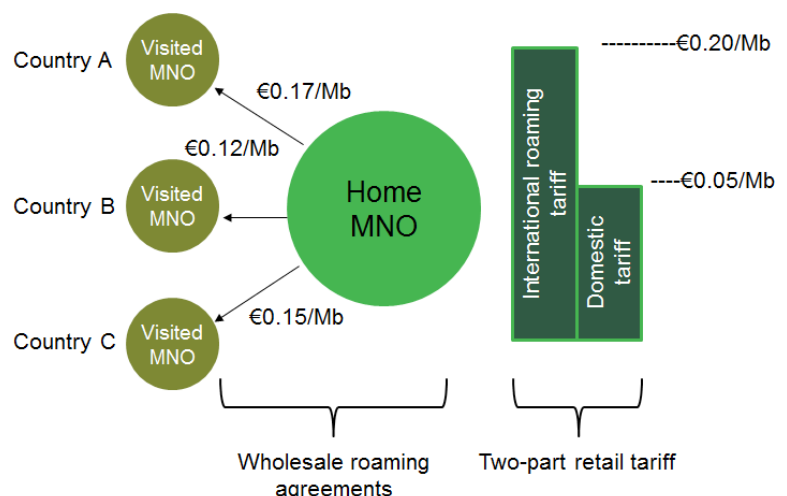 Visited
MNO
Country A
€0.17/Mb
€0.12/Mb
Visited
MNO
Country B
Home
MNO
€0.15/Mb
Visited
MNO
Country C
Wholesale roaming
agreements
----------€0.20/Mb
----€0.05/Mb
International roaming
tariff
Domestic
tariff
Two-part retail tariff